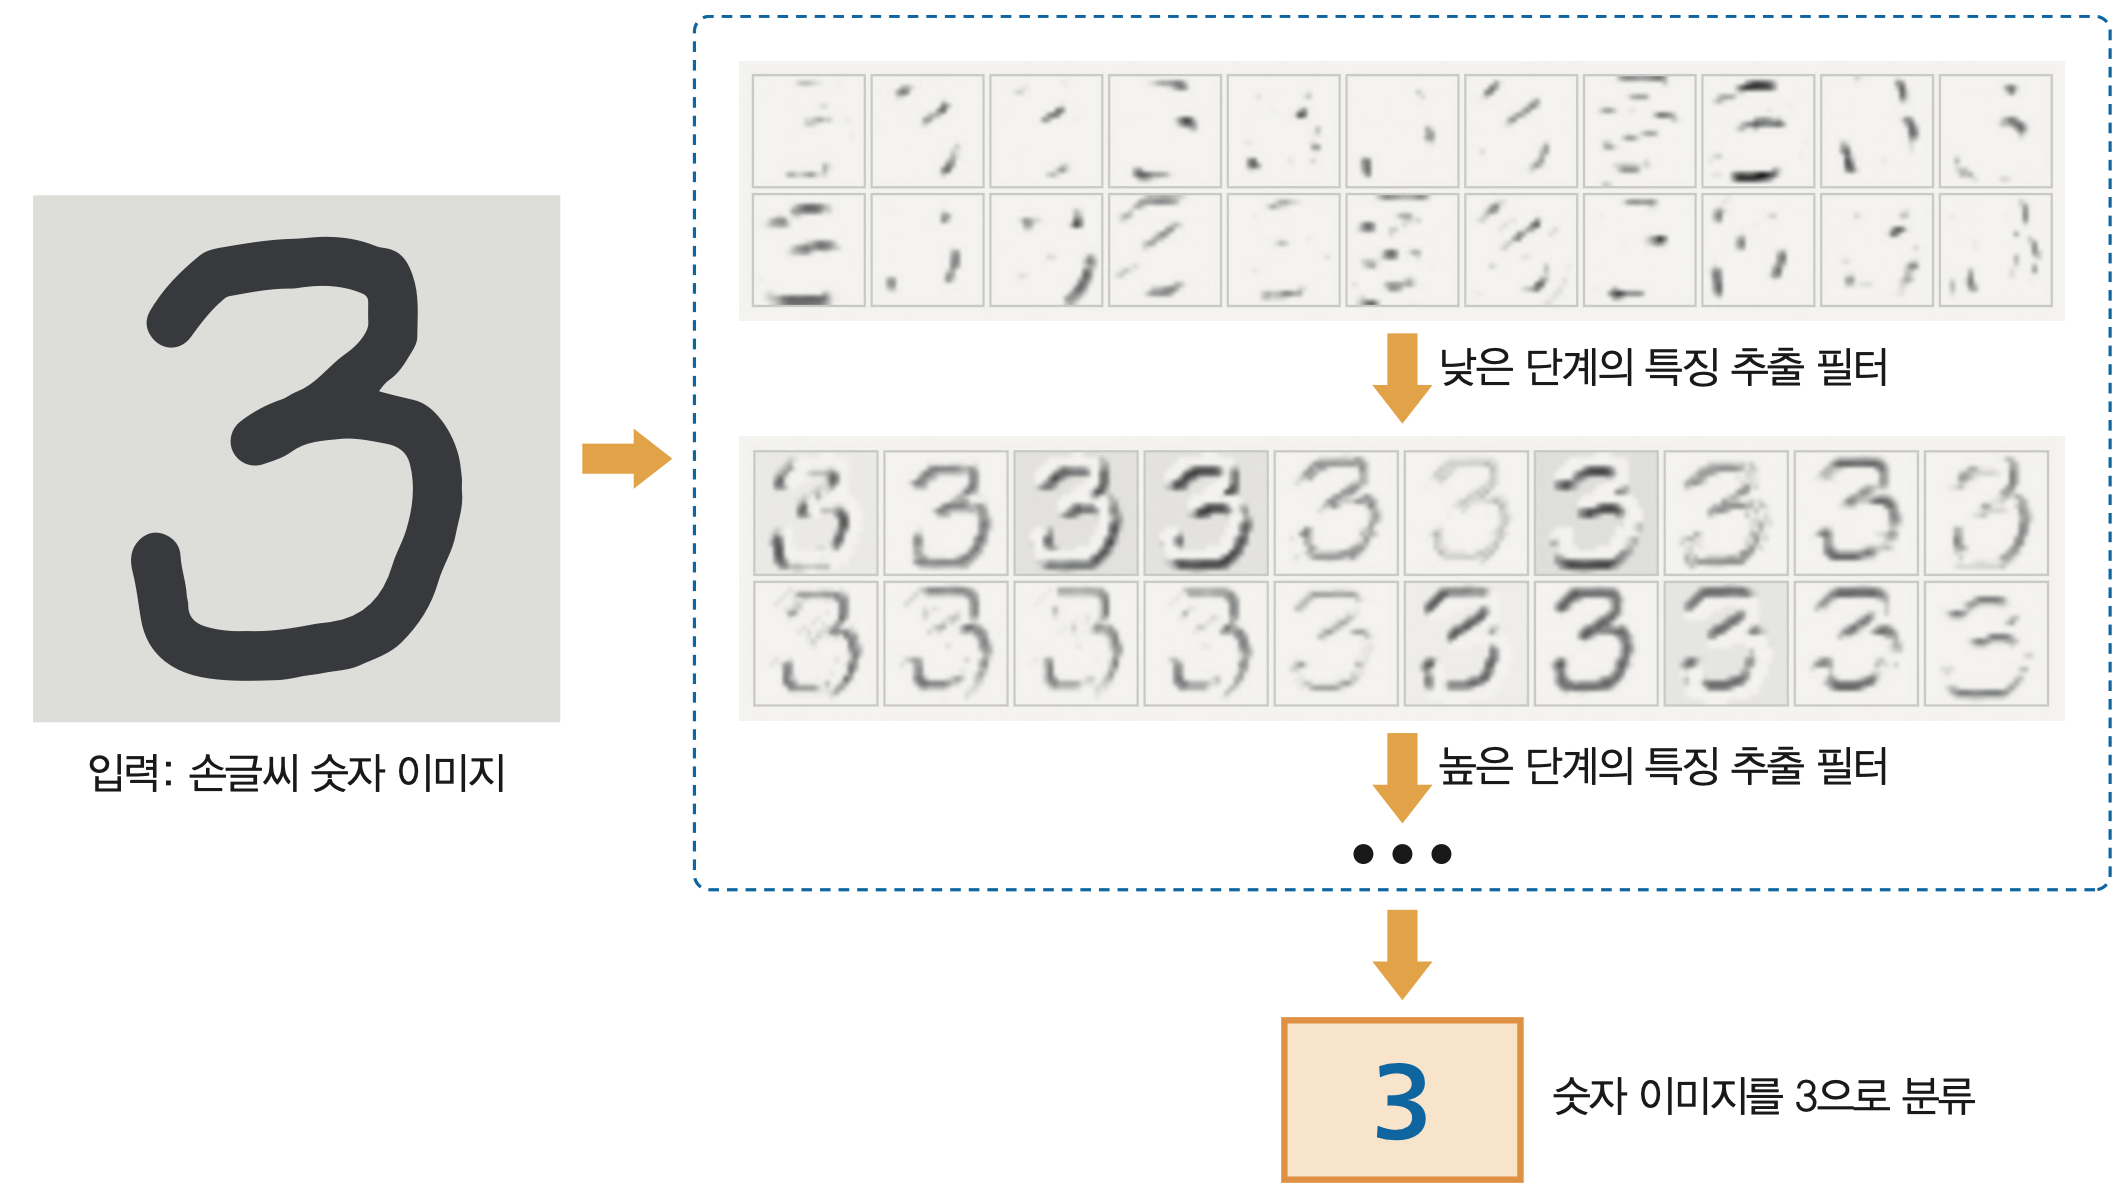 입력: 손글씨 숫자 이미지
낮은 단계의 특징 추출 필터
높은 단계의 특징 추출 필터
•••
3
숫자 이미지를 3으로 분류